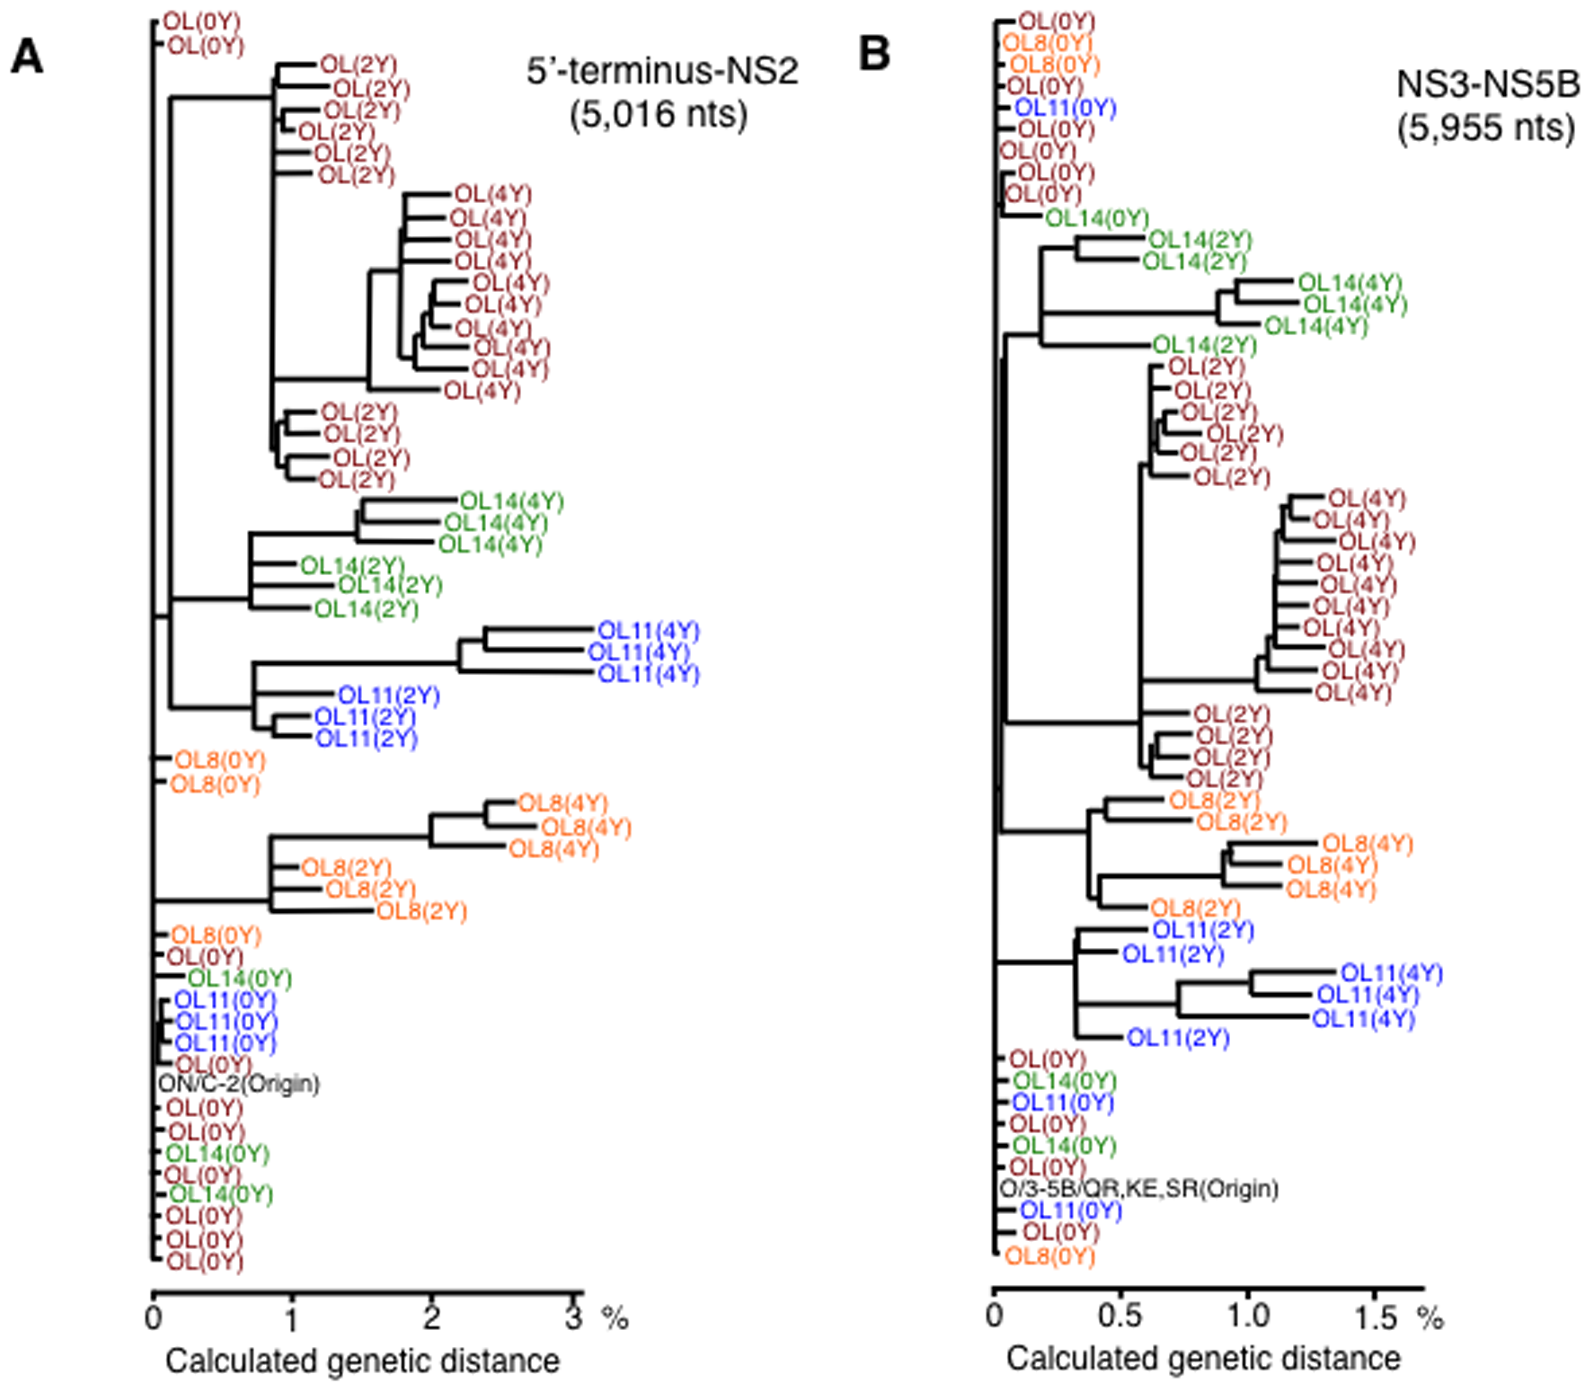 A
5’-terminus-NS2
(5,016 nts)
OL(0Y)
OL(0Y)
OL(2Y)
OL(2Y)
OL(2Y)
OL(2Y)
OL(2Y)
OL(2Y)
OL(4Y)
OL(4Y)
OL(4Y)
OL(4Y)
OL(4Y)
OL(4Y)
OL(4Y)
OL(4Y)
OL(4Y)
OL(4Y)
OL(2Y)
OL(2Y)
OL(2Y)
OL(2Y)
OL14(4Y)
OL14(4Y)
OL14(4Y)
OL14(2Y)
OL14(2Y)
OL14(2Y)
OL11(4Y)
OL11(4Y)
OL11(4Y)
OL11(2Y)
OL11(2Y)
OL11(2Y)
OL8(0Y)
OL8(0Y)
OL8(4Y)
OL8(4Y)
OL8(4Y)
OL8(2Y)
OL8(2Y)
OL8(2Y)
OL8(0Y)
OL(0Y)
OL14(0Y)
OL11(0Y)
OL11(0Y)
OL11(0Y)
OL(0Y)
ON/C-2(Origin)
OL(0Y)
OL(0Y)
OL14(0Y)
OL(0Y)
OL14(0Y)
OL(0Y)
OL(0Y)
OL(0Y)
0 1 2 3 %
Calculated genetic distance
B
NS3-NS5B
(5,955 nts)
OL(0Y)
OL8(0Y)
OL8(0Y)
OL(0Y)
OL11(0Y)
OL(0Y)
OL(0Y)
OL(0Y)
OL(0Y)
OL14(0Y)
OL14(2Y)
OL14(2Y)
OL14(4Y)
OL14(4Y)
OL14(4Y)
OL14(2Y)
OL(2Y)
OL(2Y)
OL(2Y)
OL(2Y)
OL(2Y)
OL(2Y)
OL(4Y)
OL(4Y)
OL(4Y)
OL(4Y)
OL(4Y)
OL(4Y)
OL(4Y)
OL(4Y)
OL(4Y)
OL(4Y)
OL(2Y)
OL(2Y)
OL(2Y)
OL(2Y)
OL8(2Y)
OL8(2Y)
OL8(4Y)
OL8(4Y)
OL8(4Y)
OL8(2Y)
OL11(2Y)
OL11(2Y)
OL11(4Y)
OL11(4Y)
OL11(4Y)
OL11(2Y)
OL(0Y)
OL14(0Y)
OL11(0Y)
OL(0Y)
OL14(0Y)
OL(0Y)
O/3-5B/QR,KE,SR(Origin)
OL11(0Y)
OL(0Y)
OL8(0Y)
0 0.5 1.0 1.5 %
Calculated genetic distance